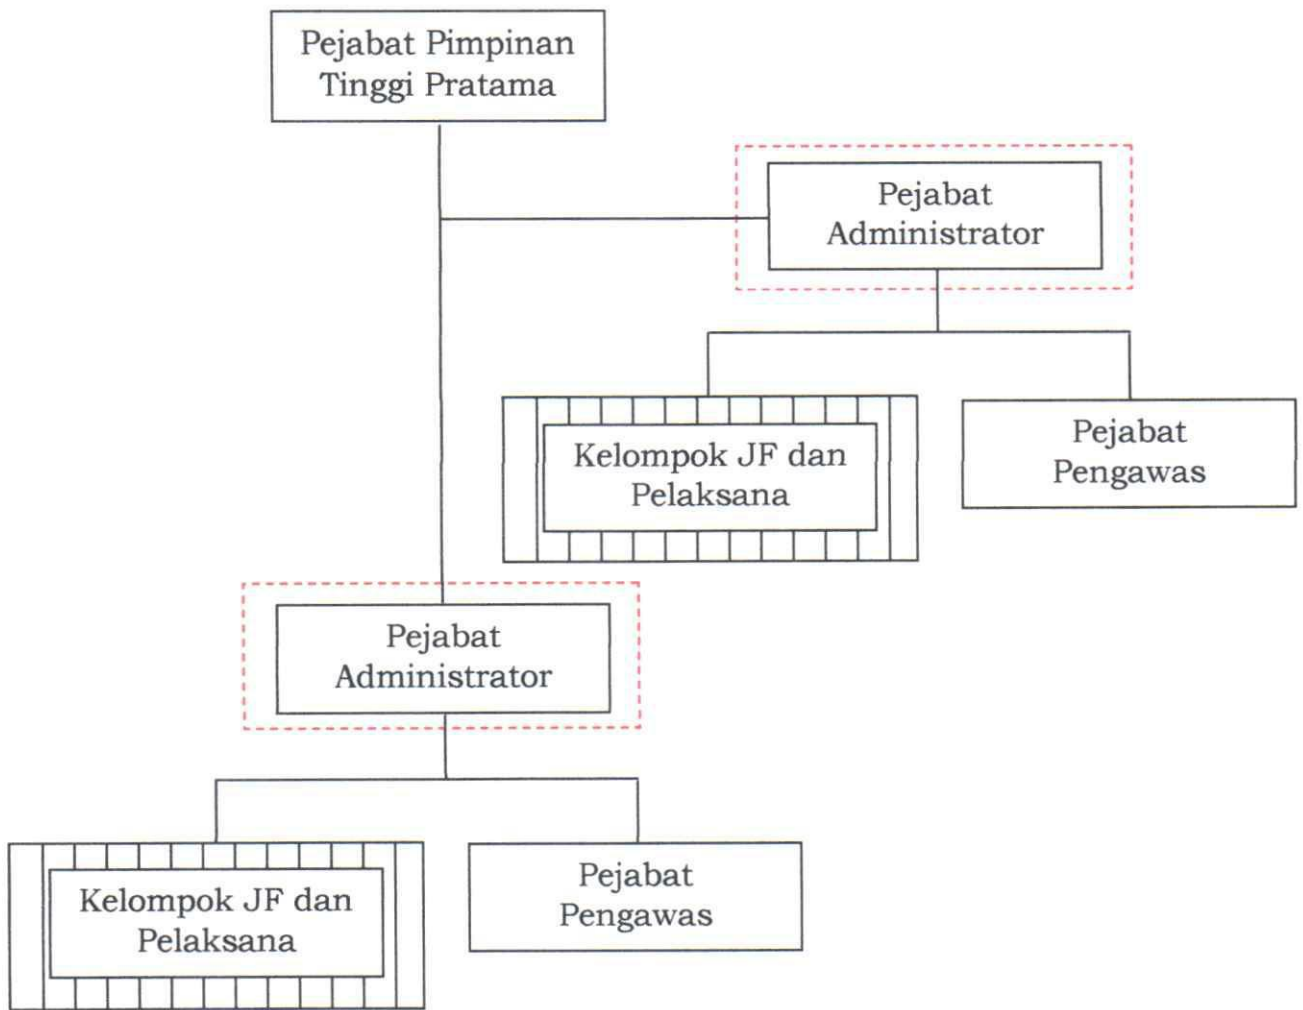 Pejabat Pimpinan
Tinggi Pratama
Pejabat
Administrator
Kelompok JF dan
Pelaksana
Pejabat
Pengawas
Pejabat
Administrator
Kelompok JF dan
Pelaksana
Pejabat
Pengawas